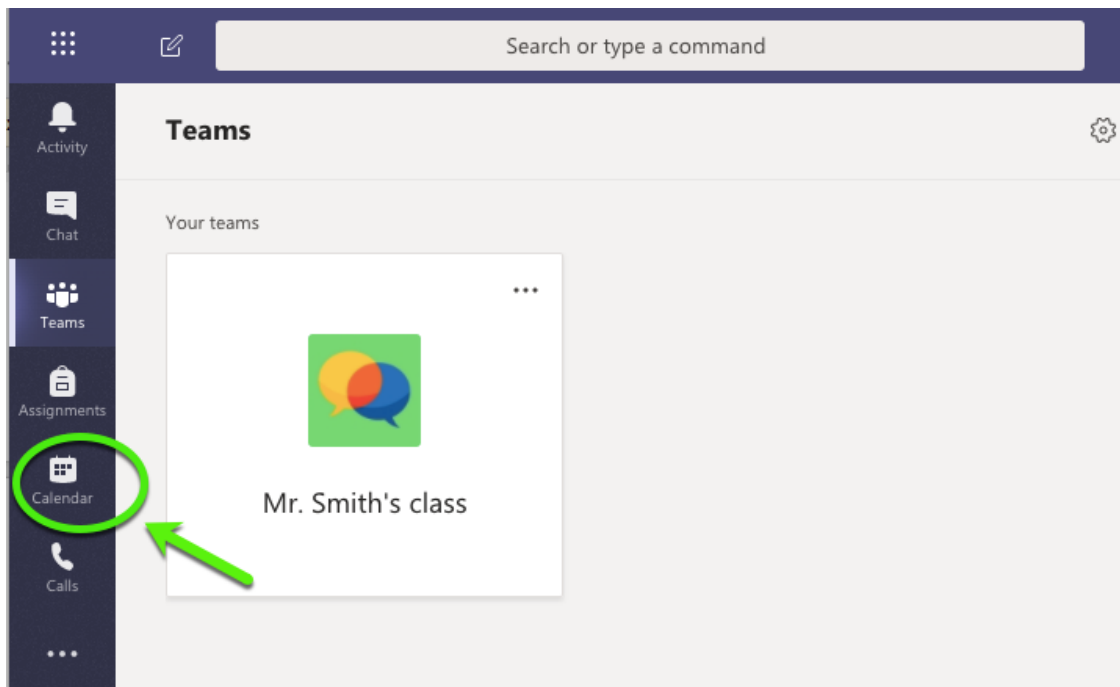 Search or type a command
Activity
Chat
Teams
Assignments
Calendar
Calls
Teams
Your teams
Mr. Smith's class